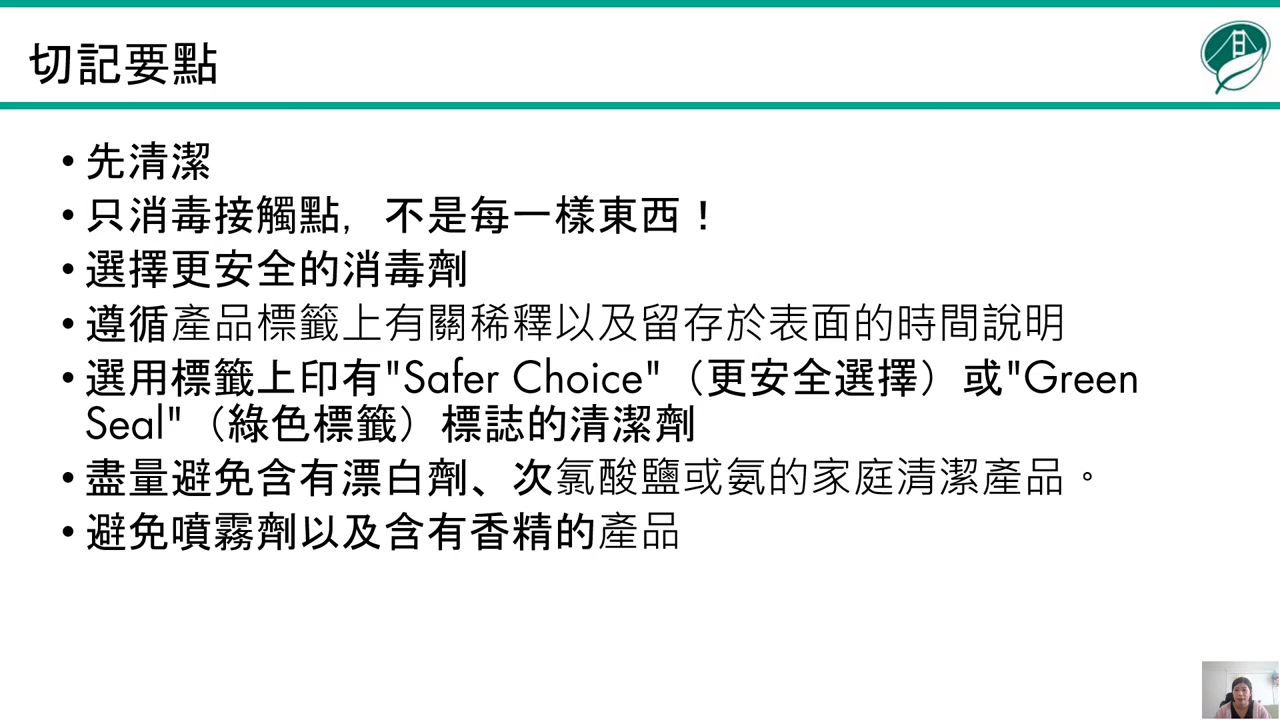 切記要點
• 先清潔
• 只消毒接觸點，不是每一樣東西！
• 選擇更安全的消毒劑
• 遵循產品標籤上有關稀釋以及留存於表面的時間說明
• 選用標籤上印有"Safer Choice"（更安全選擇）或"Green
Seal"（綠色標籤）標誌的清潔劑
• 盡量避免含有漂白劑、次氯酸鹽或氨的家庭清潔產品。
• 避免噴霧劑以及含有香精的產品